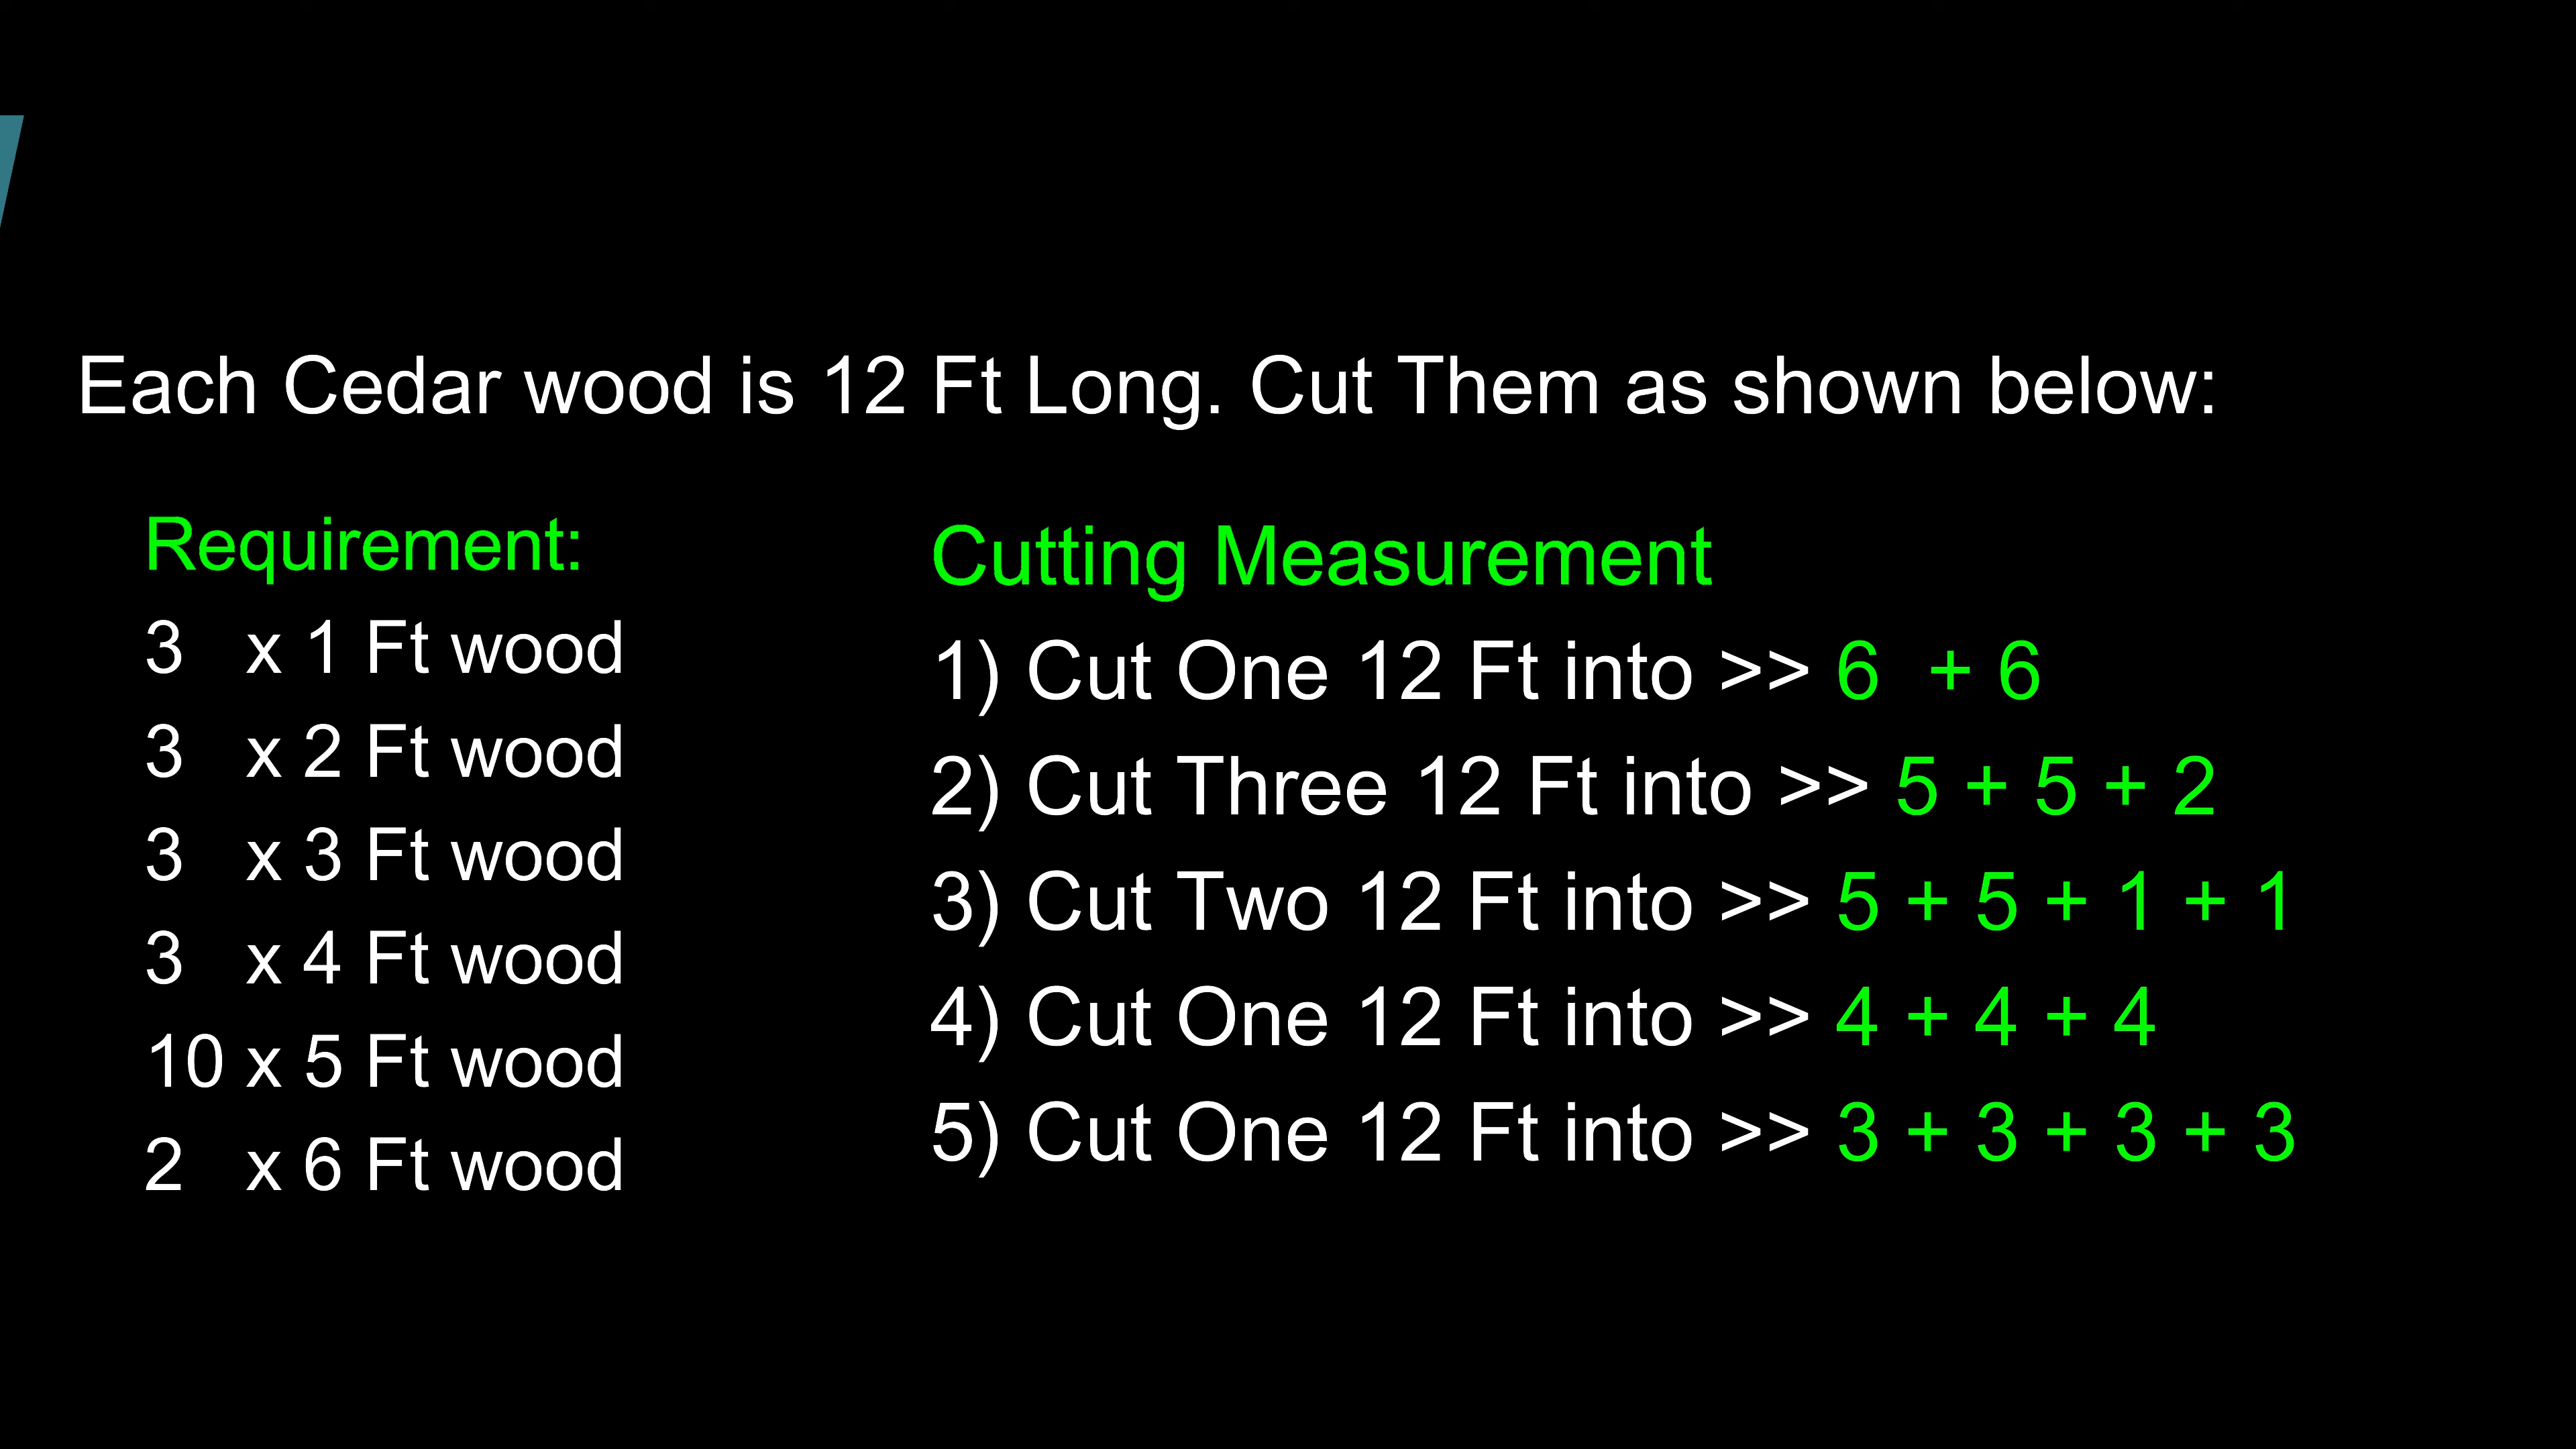 Each Cedar wood is 12 Ft Long. Cut Them as shown below:
Requirement:
3 x 1 Ft wood
3 x 2 Ft wood
3 x 3 Ft wood
3 x 4 Ft wood
10 x 5 Ft wood
2 x 6 Ft wood
Cutting Measurement
1) Cut One 12 Ft into >> 6 + 6
2) Cut Three 12 Ft into >> 5 + 5 + 2
3) Cut Two 12 Ft into >> 5 + 5 + 1 + 1
4) Cut One 12 Ft into >> 4 + 4 + 4
5) Cut One 12 Ft into >> 3 + 3 + 3 + 3